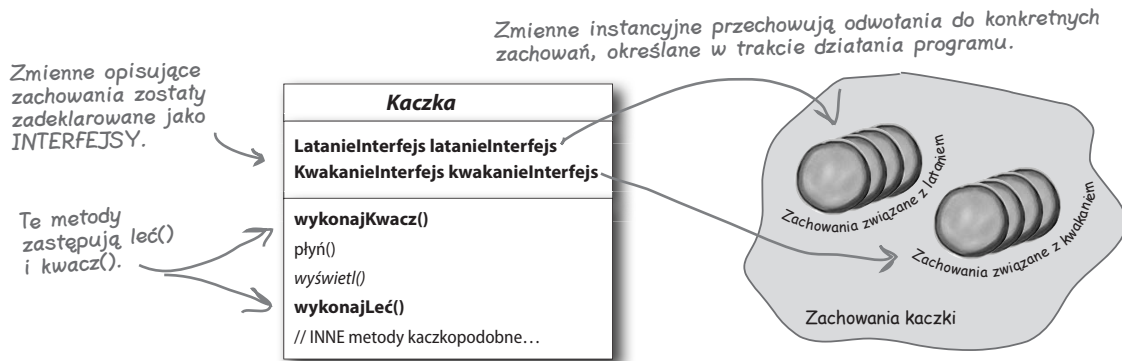 Zmienne instancyjne przechowują odwołania do konkretnych
zachowań, określane w trakcie działania programu.
Zmienne opisujące
zachowania zostały
zadeklarowane jako
INTERFEJSY.
Kaczka
LatanieInterfejs latanieInterfejs
KwakanieInterfejs kwakanieInterfejs
Te metody
zastępują leć()
i kwacz().
wykonajKwacz()
płyń()
wyświetl()
wykonajLeć()
// INNE metody kaczkopodobne…
Zachowania związane z lataniem
Zachowania związane z kwakaniem
Zachowania kaczki